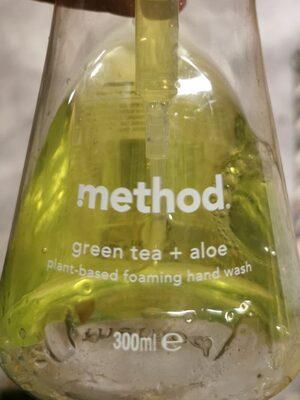 method.
green tea + aloe
plant-based foaming hand wash
300ml ℮